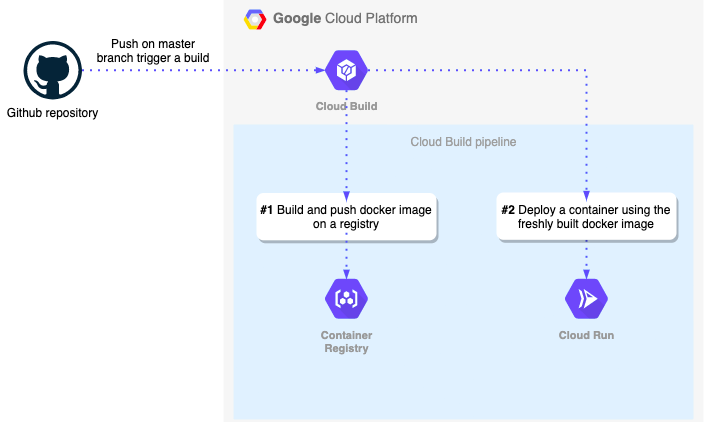 Google Cloud Platform
Push on master
branch trigger a build
Github repository
Cloud Build
Cloud Build pipeline
#1 Build and push docker image
on a registry
#2 Deploy a container using the
freshly built docker image
Container
Registry
Cloud Run